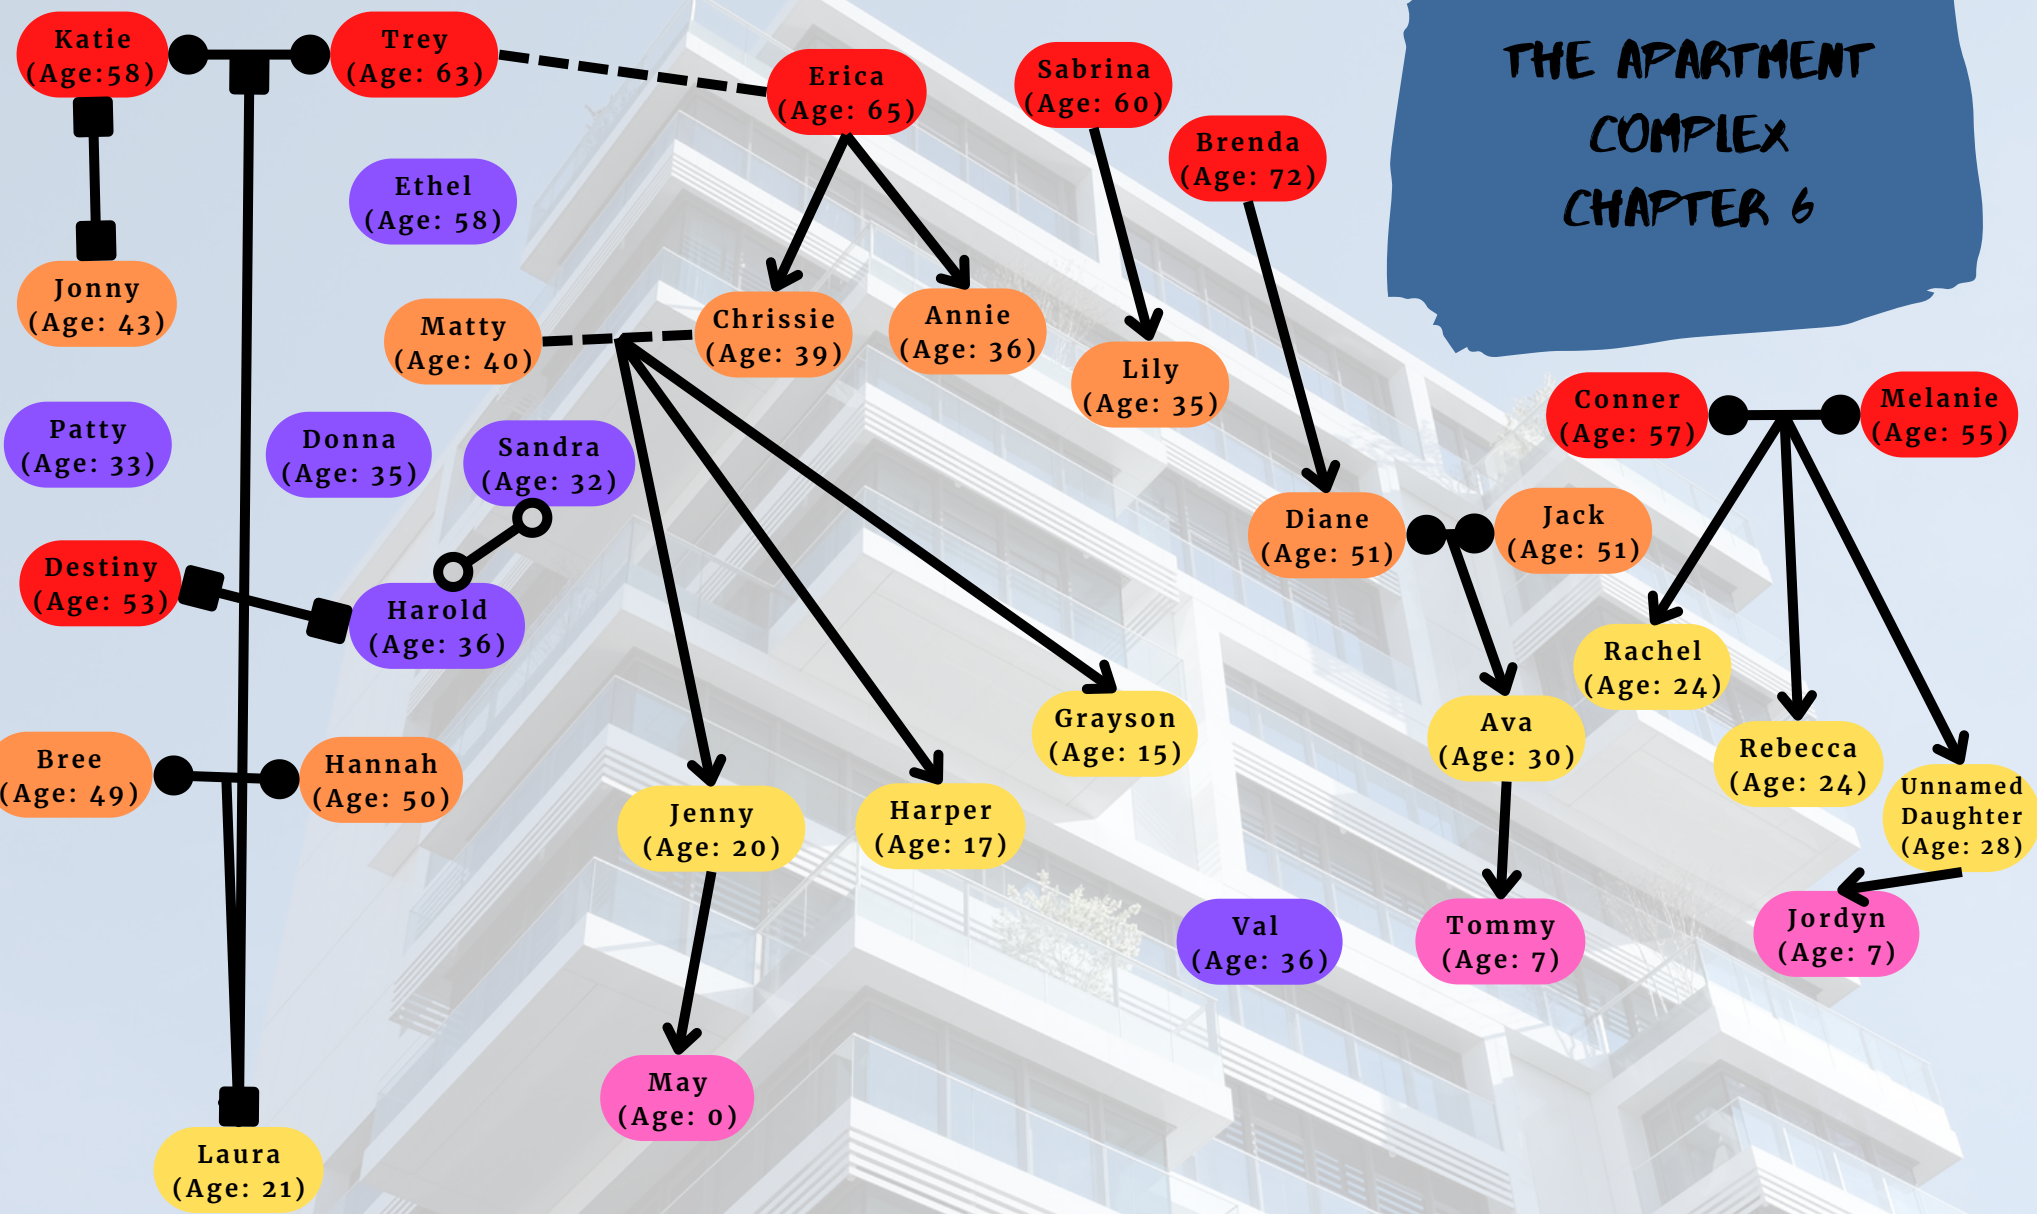 THE APARTMENT
COMPLEX
CHAPTER 6
Katie
(Age:58)
Trey
(Age: 63)
Erica
(Age: 65)
Sabrina
(Age: 60)
Brenda
(Age: 72)
Ethel
(Age: 58)
Jonny
(Age: 43)
Matty
(Age: 40)
Chrissie
(Age: 39)
Annie
(Age: 36)
Lily
(Age: 35)
Conner
(Age: 57)
Melanie
(Age: 55)
Patty
(Age: 33)
Donna
(Age: 35)
Sandra
(Age: 32)
Diane
(Age: 51)
Jack
(Age: 51)
Destiny
(Age: 53)
Harold
(Age: 36)
Rachel
(Age: 24)
Grayson
(Age: 15)
Ava
(Age: 30)
Rebecca
(Age: 24)
Bree
(Age: 49)
Hannah
(Age: 50)
Jenny
(Age: 20)
Harper
(Age: 17)
Unnamed
Daughter
(Age: 28)
Val
(Age: 36)
Tommy
(Age: 7)
Jordyn
(Age: 7)
May
(Age: 0)
Laura
(Age: 21)